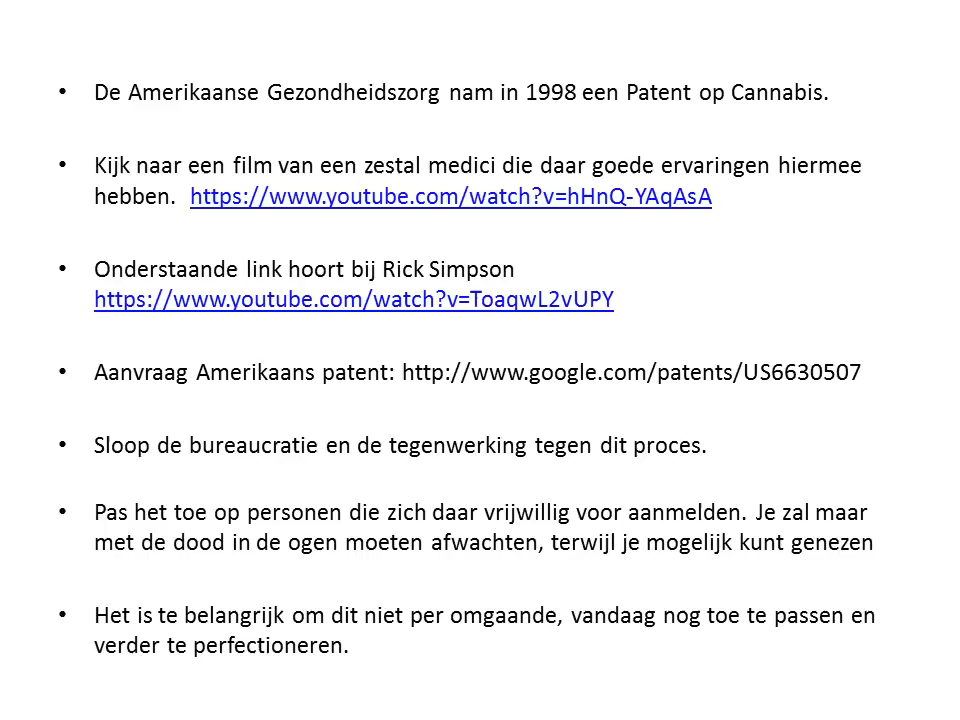 • De Amerikaanse Gezondheidszorg nam in 1998 een Patent op Cannabis.
• Kijk naar een film van een zestal medici die daar goede ervaringen hiermee
hebben. https://www.youtube.com/watch?v=hHnQ-YAqAsA
• Onderstaande link hoort bij Rick Simpson
https://www.youtube.com/watch?v=ToaqwL2vUPY
• Aanvraag Amerikaans patent: http://www.google.com/patents/US6630507
• Sloop de bureaucratie en de tegenwerking tegen dit proces.
• Pas het toe op personen die zich daar vrijwillig voor aanmelden. Je zal maar
met de dood in de ogen moeten afwachten, terwijl je mogelijk kunt genezen
• Het is te belangrijk om dit niet per omgaande, vandaag nog toe te passen en
verder te perfectioneren.